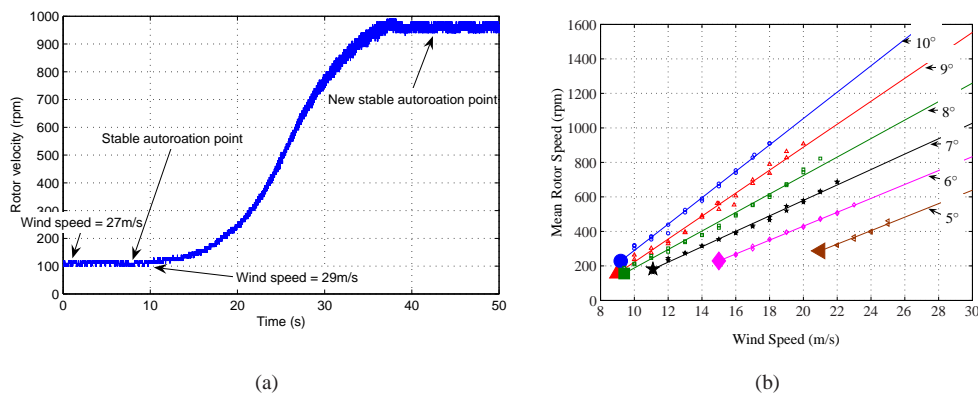 1000
900
800
700
600
500
400
300
200
100
0
Rotor velocity (rpm)
New stable autoroation point
Stable autoroation point
Wind speed = 27m/s
Wind speed = 29m/s
0 10 20 30 40 50
Time (s)
(a)
1600
1400
1200
1000
800
600
400
200
0
Mean Rotor Speed (rpm)
10°
9°
8°
7°
6°
5°
8 10 12 14 16 18 20 22 24 26 28 30
Wind Speed (m/s)
(b)